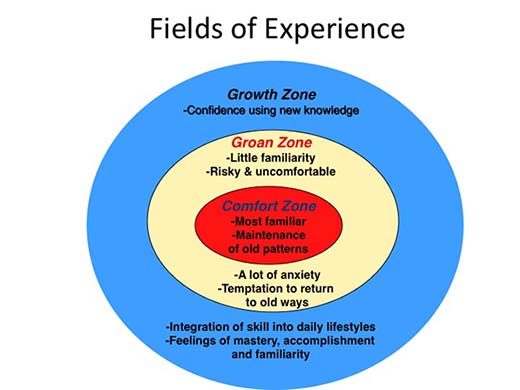 Fields of Experience
Growth Zone
-Confidence using new knowledge
Groan Zone
-Little familiarity
-Risky & uncomfortable
Comfort Zone
-Most familiar
-Maintenance
of old patterns
-A lot of anxiety
-Temptation to return
to old ways
-Integration of skill into daily lifestyles
-Feelings of mastery, accomplishment
and familiarity